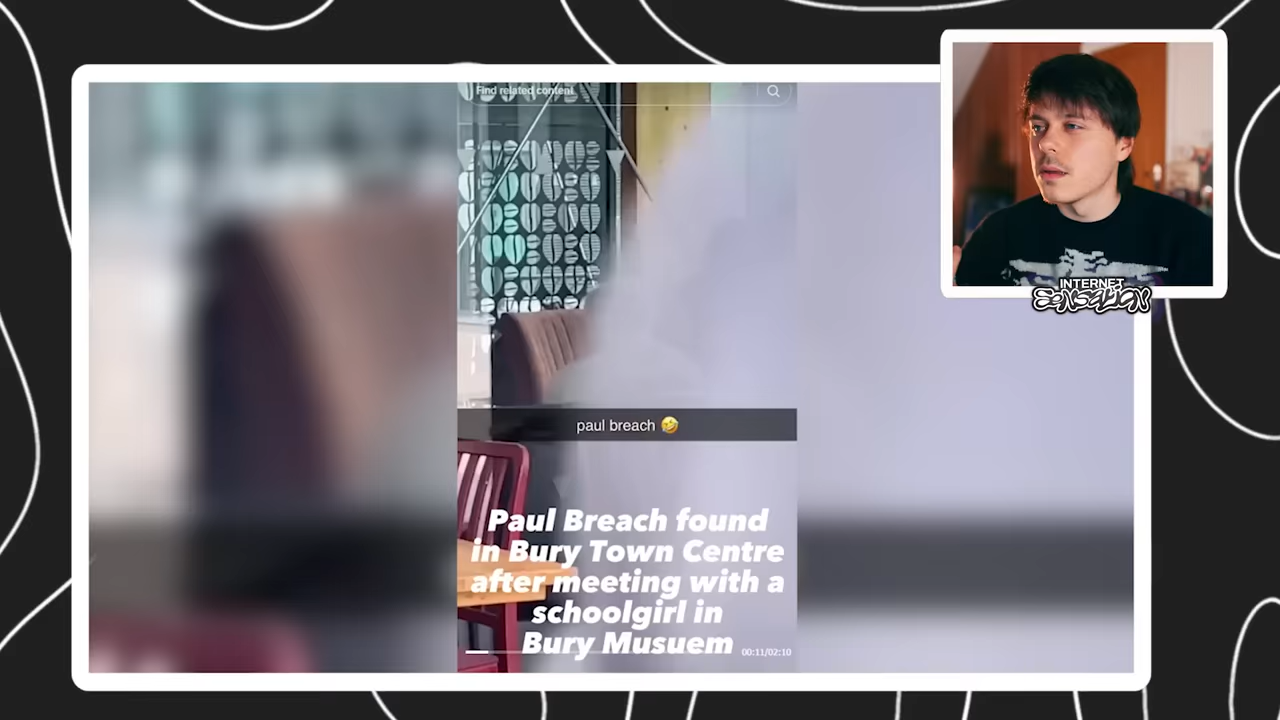 Find related content
INTERNET
SENSATION
paul breach 🤣
Paul Breach found
in Bury Town Centre
after meeting with a
schoolgirl in
Bury Musuem
00:11/02:10